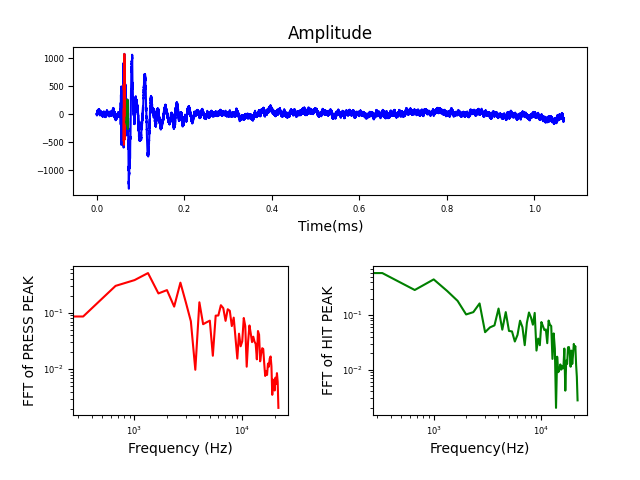 Amplitude
1000
500
0
−500
−1000
0.0 0.2 0.4 0.6 0.8 1.0
Time(ms)
FFT of PRESS PEAK
10⁻¹
10⁻²
10³ 10⁴
Frequency (Hz)
FFT of HIT PEAK
10⁻¹
10⁻²
10³ 10⁴
Frequency(Hz)